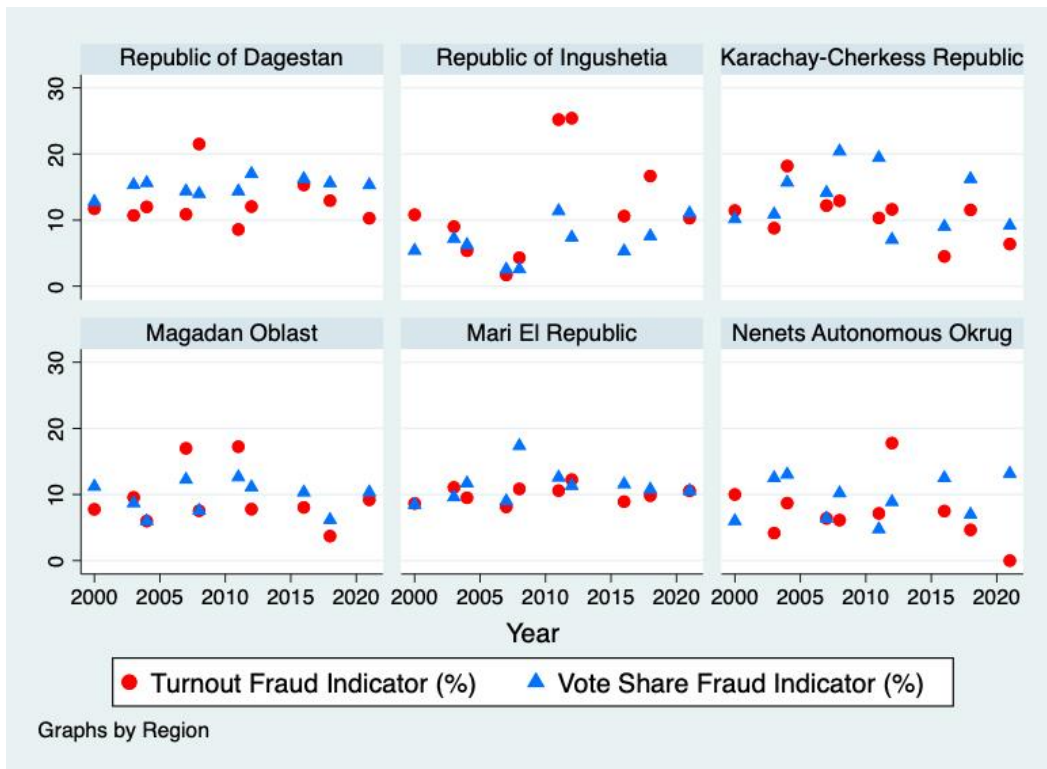 Republic of Dagestan Republic of Ingushetia Karachay-Cherkess Republic
30
20
10
0
Magadan Oblast Mari El Republic Nenets Autonomous Okrug
30
20
10
0
2000 2005 2010 2015 2020 2000 2005 2010 2015 2020 2000 2005 2010 2015 2020
Year
Turnout Fraud Indicator (%) Vote Share Fraud Indicator (%)
Graphs by Region